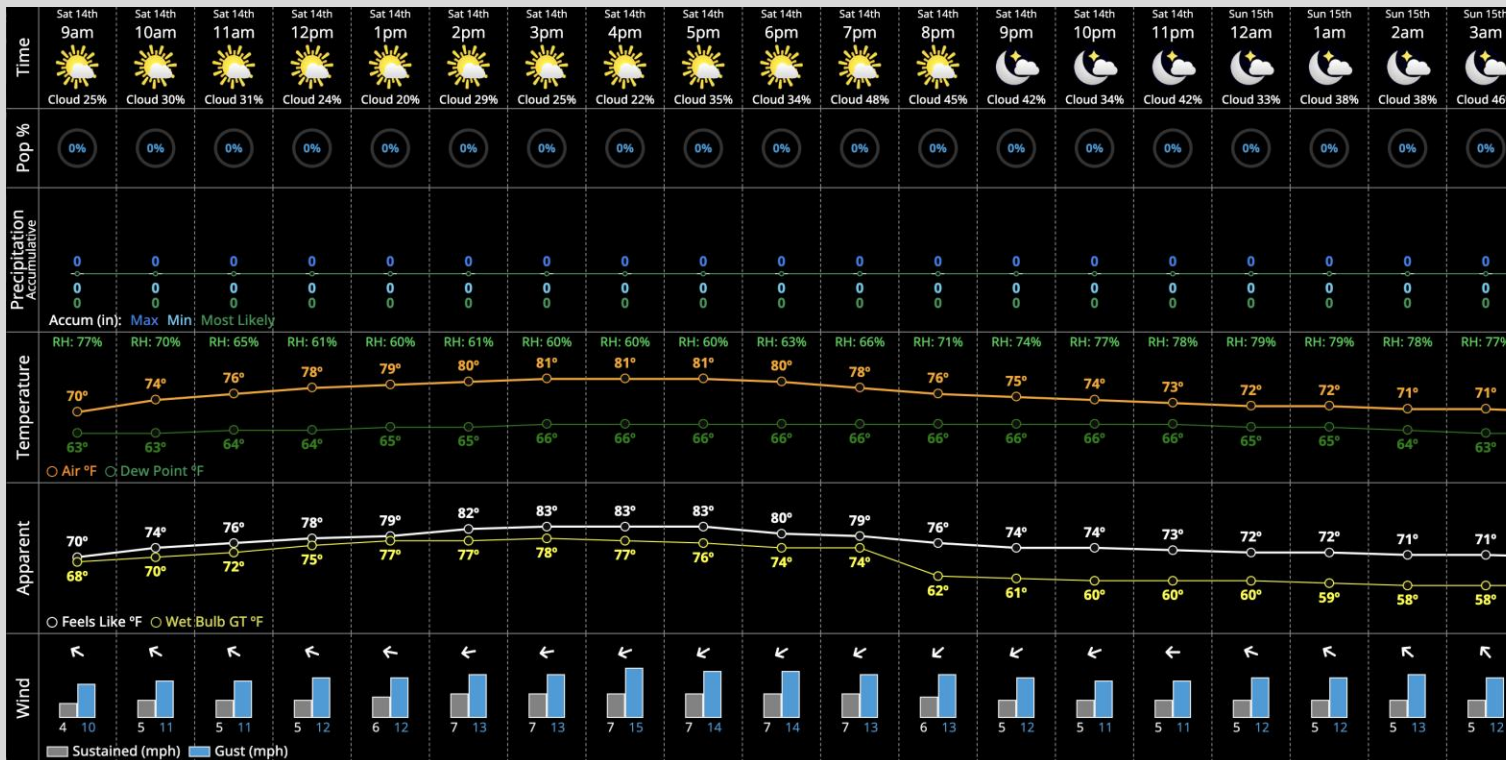 Sat 14th Sat 14th Sat 14th Sat 14th Sat 14th Sat 14th Sat 14th Sat 14th Sat 14th Sat 14th Sat 14th Sat 14th Sat 14th Sat 14th Sat 14th Sun 15th Sun 15th Sun 15th Sun 15th
Time 9am 10am 11am 12pm 1pm 2pm 3pm 4pm 5pm 6pm 7pm 8pm 9pm 10pm 11pm 12am 1am 2am 3am
Cloud 25% Cloud 30% Cloud 31% Cloud 24% Cloud 20% Cloud 29% Cloud 25% Cloud 22% Cloud 35% Cloud 34% Cloud 48% Cloud 45% Cloud 42% Cloud 34% Cloud 42% Cloud 33% Cloud 38% Cloud 38% Cloud 46%
Pop % 0% 0% 0% 0% 0% 0% 0% 0% 0% 0% 0% 0% 0% 0% 0% 0% 0% 0% 0%
Precipitation
Accumulative
0 0 0 0 0 0 0 0 0 0 0 0 0 0 0 0 0 0 0
0 0 0 0 0 0 0 0 0 0 0 0 0 0 0 0 0 0 0
0 0 0 0 0 0 0 0 0 0 0 0 0 0 0 0 0 0 0
Accum (in): Max Min Most Likely
Temperature
RH: 77% RH: 70% RH: 65% RH: 61% RH: 60% RH: 61% RH: 60% RH: 60% RH: 60% RH: 63% RH: 66% RH: 71% RH: 74% RH: 77% RH: 78% RH: 79% RH: 79% RH: 78% RH: 77%
70° 74° 76° 78° 79° 80° 81° 81° 81° 80° 78° 76° 75° 74° 73° 72° 72° 71° 71°
63° 63° 64° 64° 65° 65° 66° 66° 66° 66° 66° 66° 66° 66° 66° 65° 65° 64° 63°
Air °F Dew Point °F
Apparent
70° 74° 76° 78° 79° 82° 83° 83° 83° 80° 79° 76° 74° 74° 73° 72° 72° 71° 71°
68° 70° 72° 75° 77° 77° 78° 77° 76° 74° 74° 62° 61° 60° 60° 60° 59° 58° 58°
Feels Like °F Wet Bulb GT °F
Wind
4 10 5 11 5 11 5 12 6 12 7 13 7 13 7 15 7 14 7 14 7 13 6 13 5 12 5 11 5 11 5 12 5 12 5 13 5 12
Sustained (mph) Gust (mph)